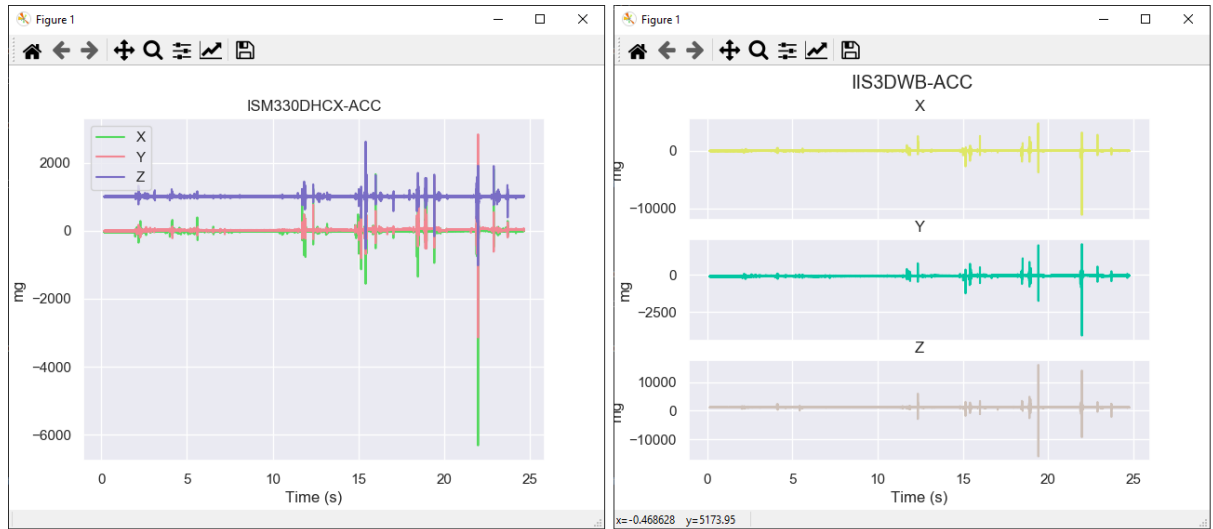 Figure 1
ISM330DHCX-ACC
X
Y
Z
2000
0
−2000
−4000
−6000
mg
0 5 10 15 20 25
Time (s)
Figure 1
IIS3DWB-ACC
X
0
−10000
mg
Y
0
−2500
mg
Z
10000
0
−10000
mg
0 5 10 15 20 25
Time (s)
x=-0.468628 y=5173.95